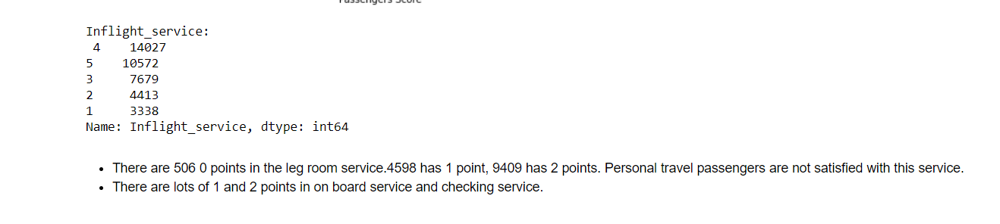 Passengers Score
Inflight_service:
 4    14027
5    10572
3     7679
2     4413
1     3338
Name: Inflight_service, dtype: int64
• There are 506 0 points in the leg room service.4598 has 1 point, 9409 has 2 points. Personal travel passengers are not satisfied with this service.
• There are lots of 1 and 2 points in on board service and checking service.